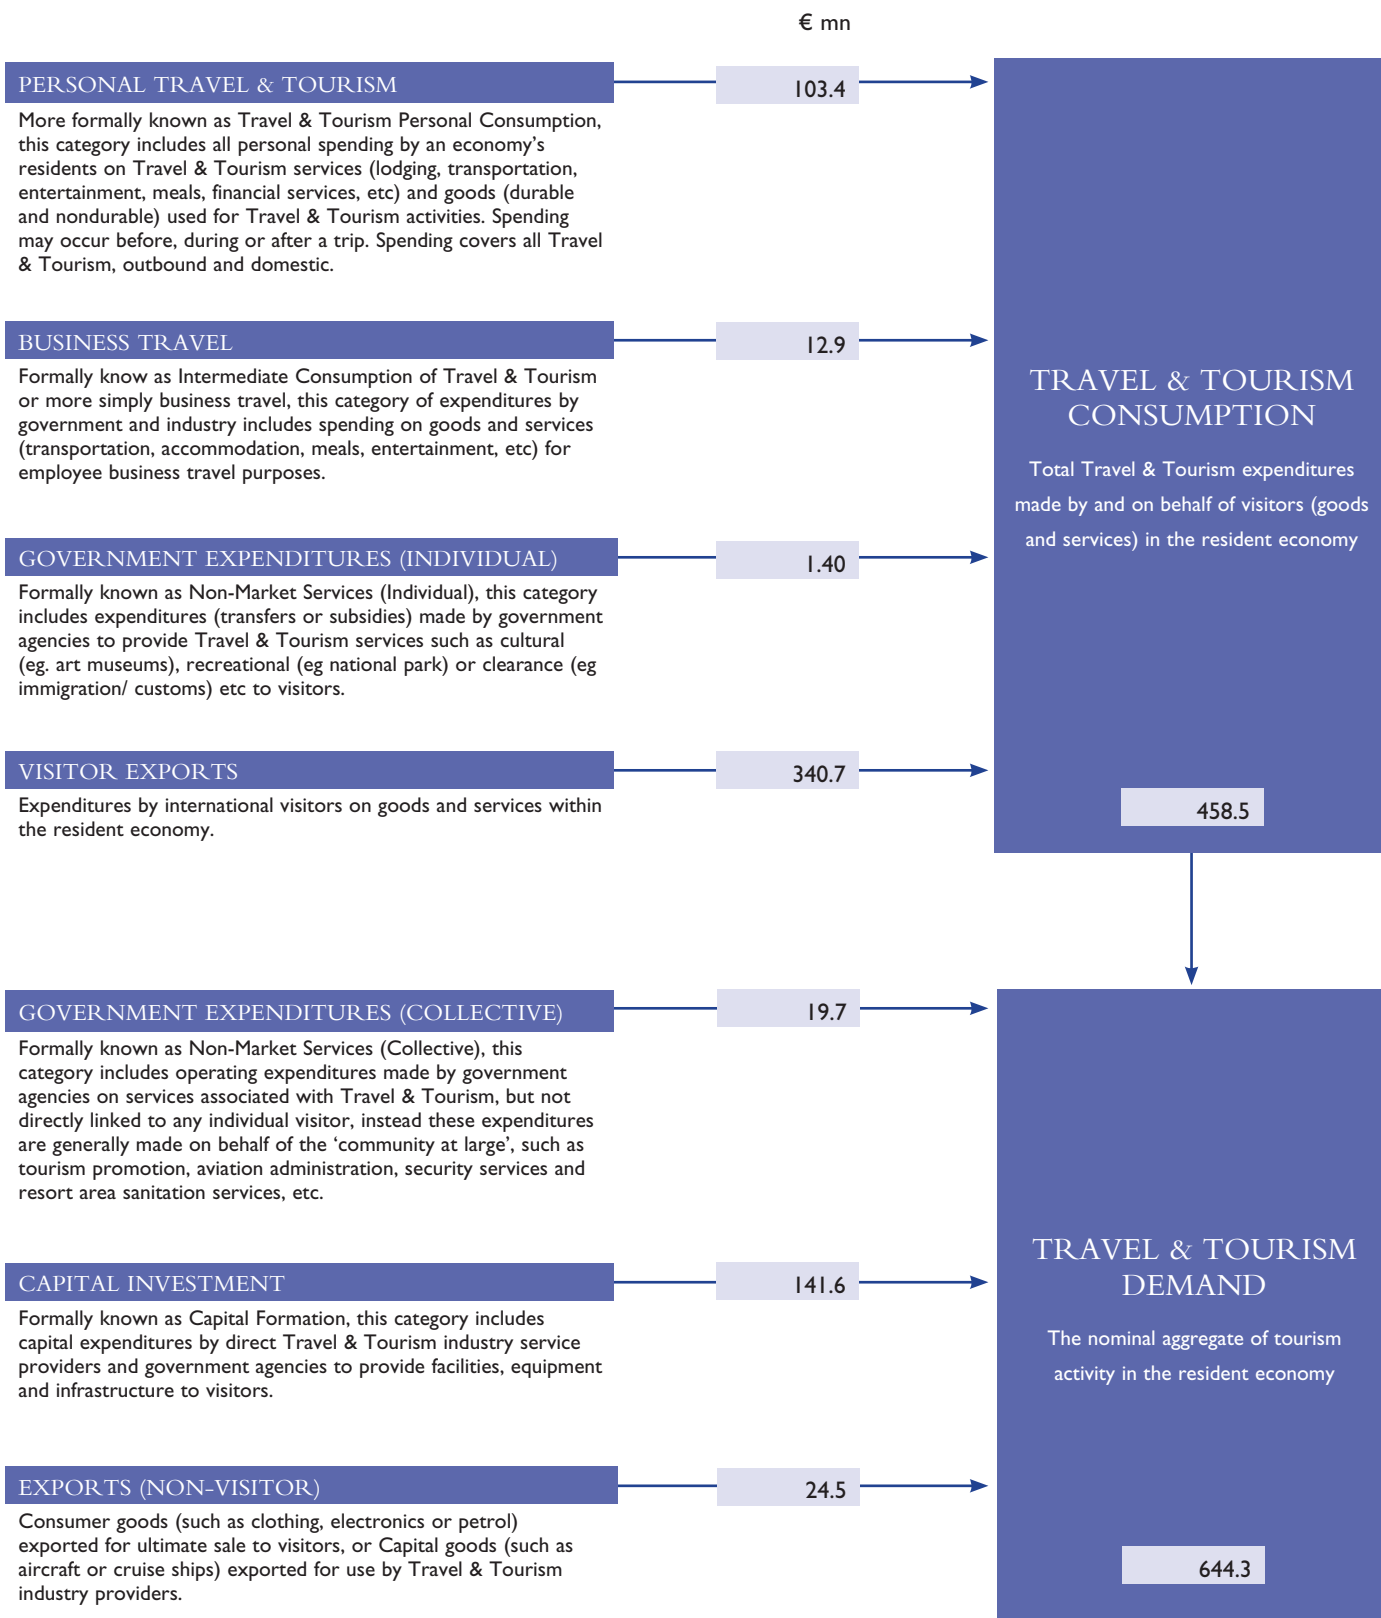 € mn
PERSONAL TRAVEL & TOURISM
103.4
More formally known as Travel & Tourism Personal Consumption,
this category includes all personal spending by an economy’s
residents on Travel & Tourism services (lodging, transportation,
entertainment, meals, financial services, etc) and goods (durable
and nondurable) used for Travel & Tourism activities. Spending
may occur before, during or after a trip. Spending covers all Travel
& Tourism, outbound and domestic.
BUSINESS TRAVEL
12.9
Formally know as Intermediate Consumption of Travel & Tourism
or more simply business travel, this category of expenditures by
government and industry includes spending on goods and services
(transportation, accommodation, meals, entertainment, etc) for
employee business travel purposes.
GOVERNMENT EXPENDITURES (INDIVIDUAL)
1.40
Formally known as Non-Market Services (Individual), this category
includes expenditures (transfers or subsidies) made by government
agencies to provide Travel & Tourism services such as cultural
(eg. art museums), recreational (eg national park) or clearance (eg
immigration/ customs) etc to visitors.
VISITOR EXPORTS
340.7
Expenditures by international visitors on goods and services within
the resident economy.
TRAVEL & TOURISM
CONSUMPTION
Total Travel & Tourism expenditures
made by and on behalf of visitors (goods
and services) in the resident economy
458.5
GOVERNMENT EXPENDITURES (COLLECTIVE)
19.7
Formally known as Non-Market Services (Collective), this
category includes operating expenditures made by government
agencies on services associated with Travel & Tourism, but not
directly linked to any individual visitor, instead these expenditures
are generally made on behalf of the ‘community at large’, such as
tourism promotion, aviation administration, security services and
resort area sanitation services, etc.
CAPITAL INVESTMENT
141.6
Formally known as Capital Formation, this category includes
capital expenditures by direct Travel & Tourism industry service
providers and government agencies to provide facilities, equipment
and infrastructure to visitors.
EXPORTS (NON-VISITOR)
24.5
Consumer goods (such as clothing, electronics or petrol)
exported for ultimate sale to visitors, or Capital goods (such as
aircraft or cruise ships) exported for use by Travel & Tourism
industry providers.
TRAVEL & TOURISM
DEMAND
The nominal aggregate of tourism
activity in the resident economy
644.3